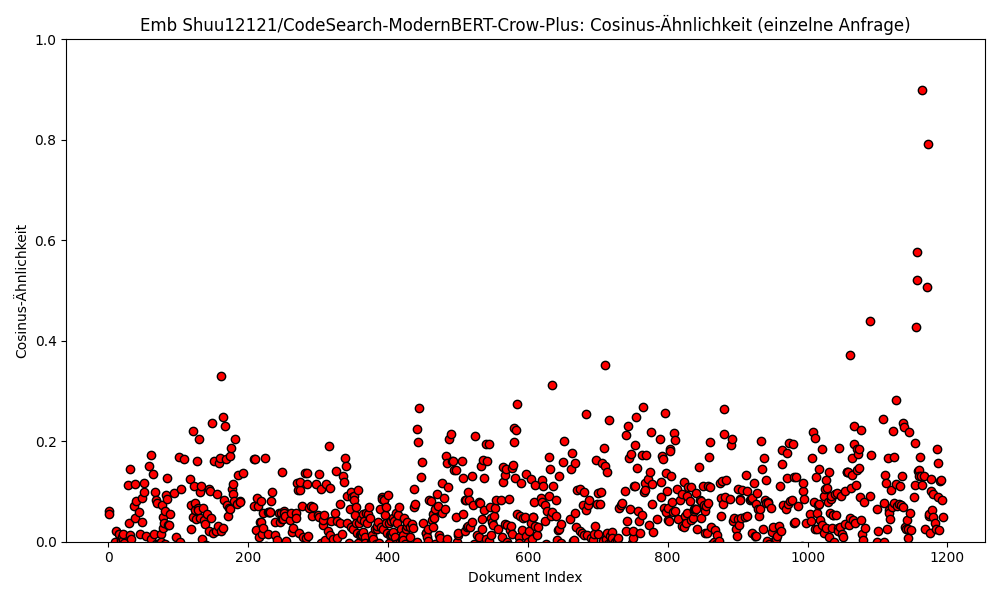 Emb Shuu12121/CodeSearch-ModernBERT-Crow-Plus: Cosinus-Ähnlichkeit (einzelne Anfrage)
1.0
0.8
0.6
0.4
0.2
0.0
Cosinus-Ähnlichkeit
0 200 400 600 800 1000 1200
Dokument Index